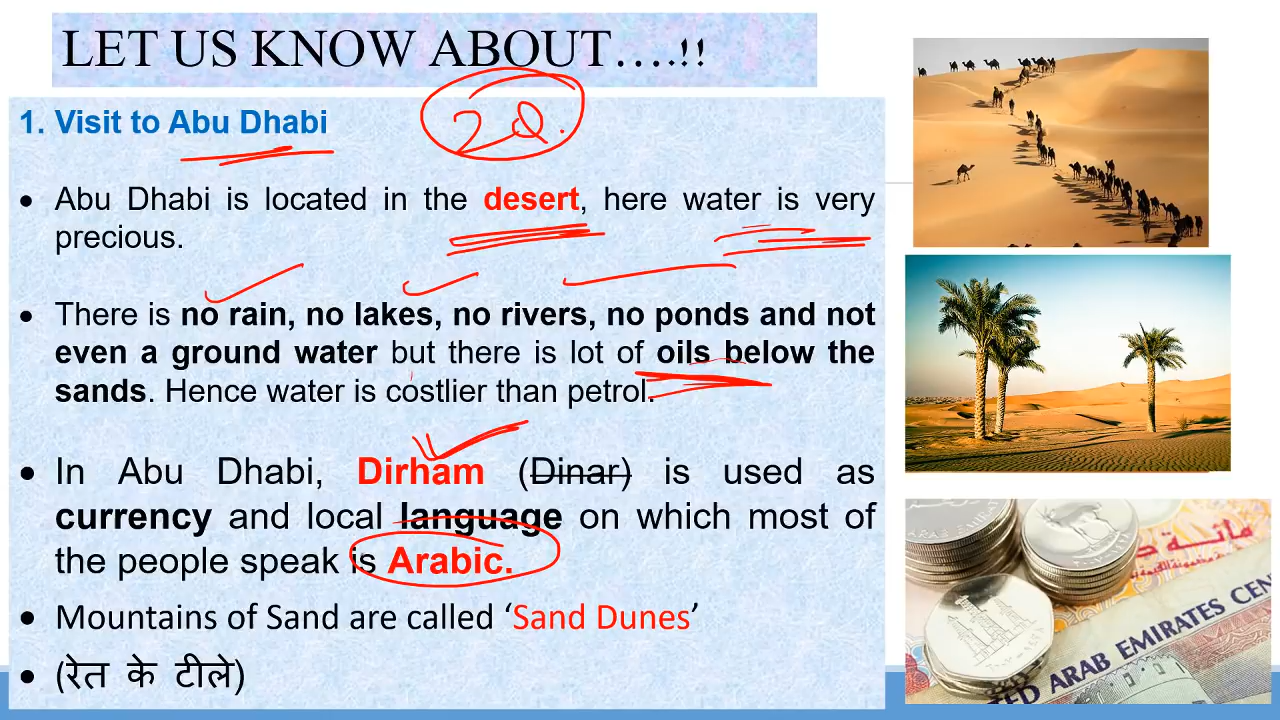 LET US KNOW ABOUT….!!
1. Visit to Abu Dhabi
2Q.
• Abu Dhabi is located in the desert, here water is very
precious.
• There is no rain, no lakes, no rivers, no ponds and not
even a ground water but there is lot of oils below the
sands. Hence water is costlier than petrol.
• In Abu Dhabi, Dirham (Dinar) is used as
currency and local language on which most of
the people speak is Arabic.
• Mountains of Sand are called ‘Sand Dunes’
• (रेत के टीले)
مائة
ARAB EMIRATES CEN